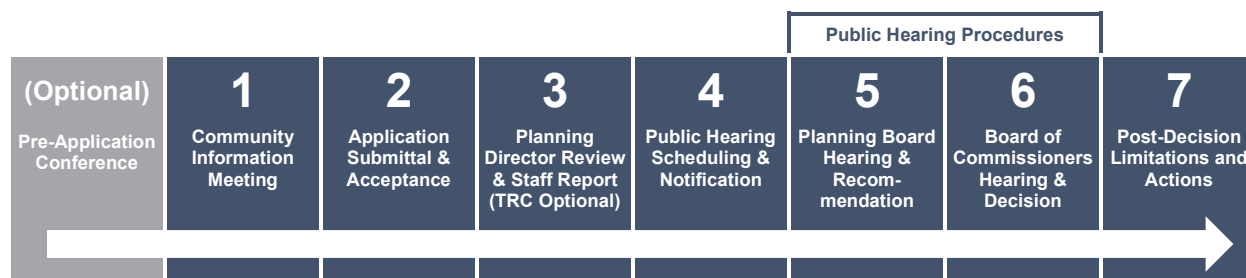 Public Hearing Procedures
(Optional)
Pre-Application
Conference
1
Community
Information
Meeting
2
Application
Submittal &
Acceptance
3
Planning
Director Review
& Staff Report
(TRC Optional)
4
Public Hearing
Scheduling &
Notification
5
Planning Board
Hearing &
Recom-
mendation
6
Board of
Commissioners
Hearing &
Decision
7
Post-Decision
Limitations and
Actions